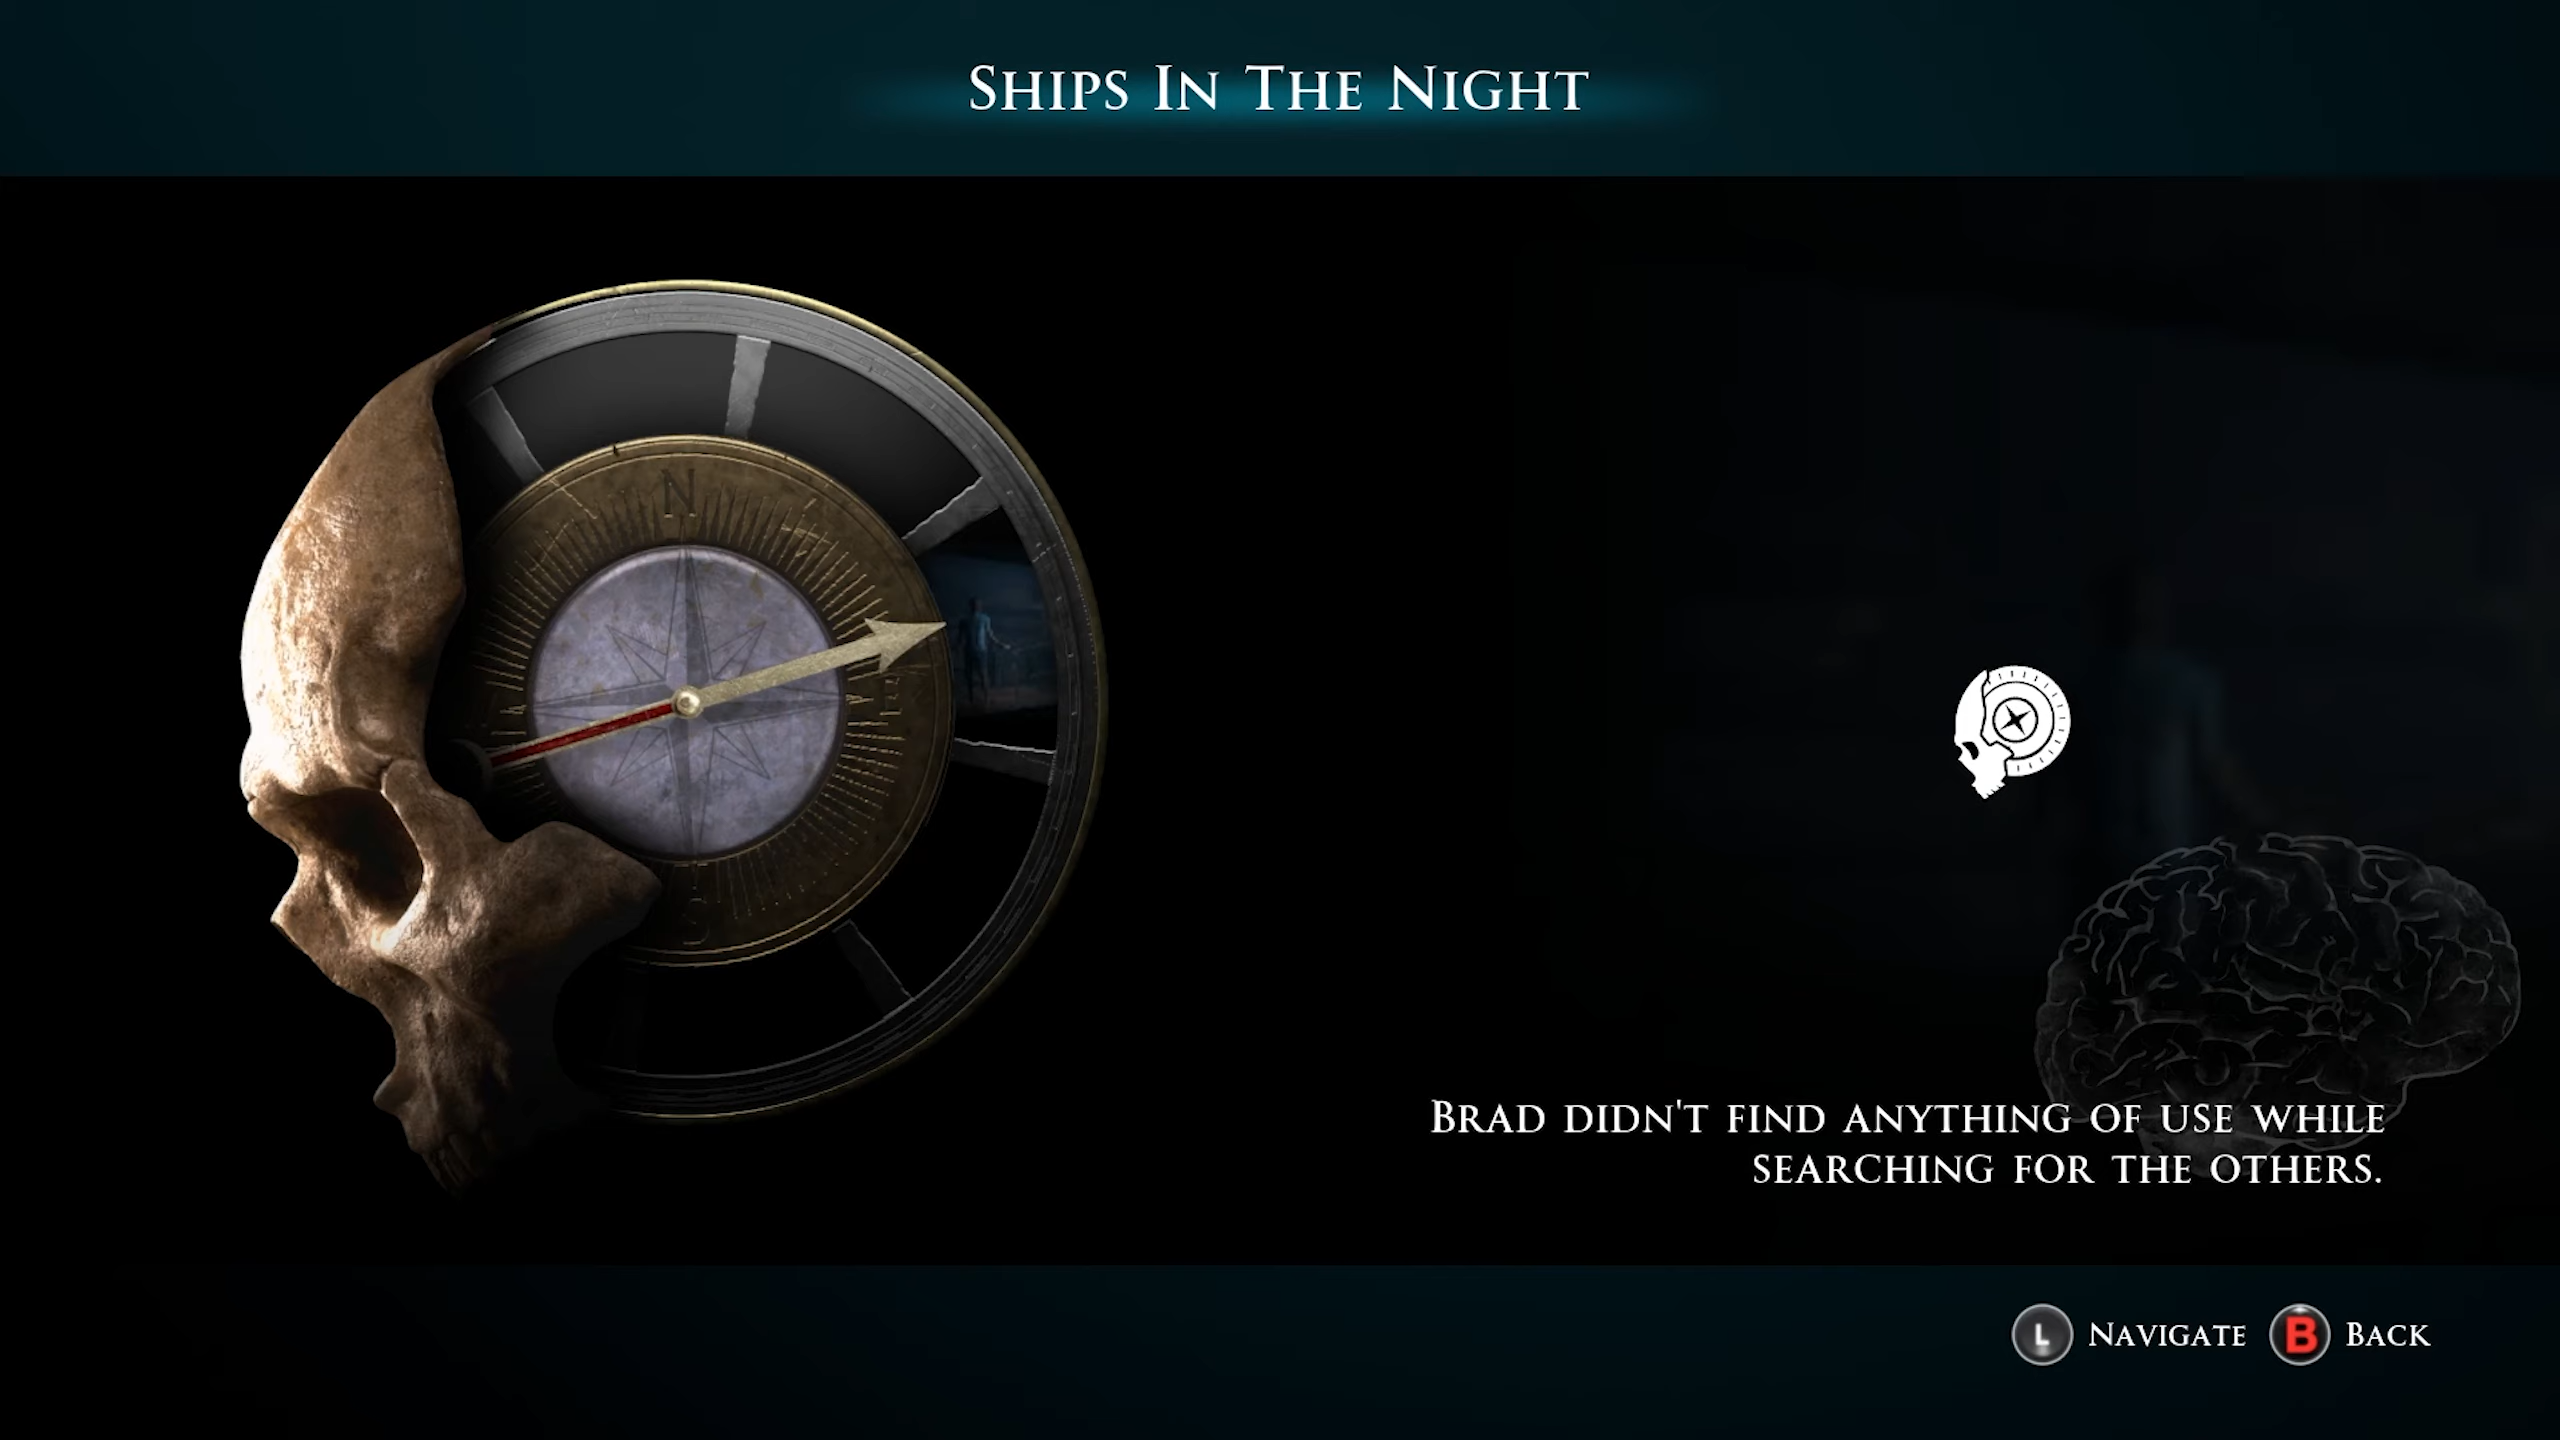 Ships In The Night
N
E
S
Brad didn't find anything of use while
searching for the others.
L Navigate B Back